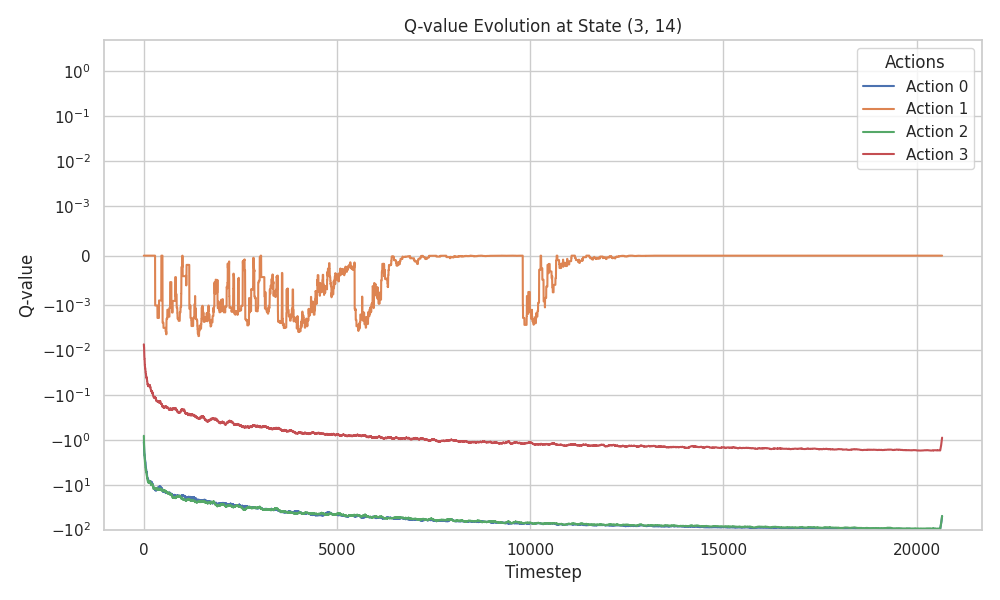 Q-value Evolution at State (3, 14)
Actions
Action 0
Action 1
Action 2
Action 3
10⁰
10⁻¹
10⁻²
10⁻³
0
−10⁻³
−10⁻²
−10⁻¹
−10⁰
−10¹
−10²
Q-value
0 5000 10000 15000 20000
Timestep